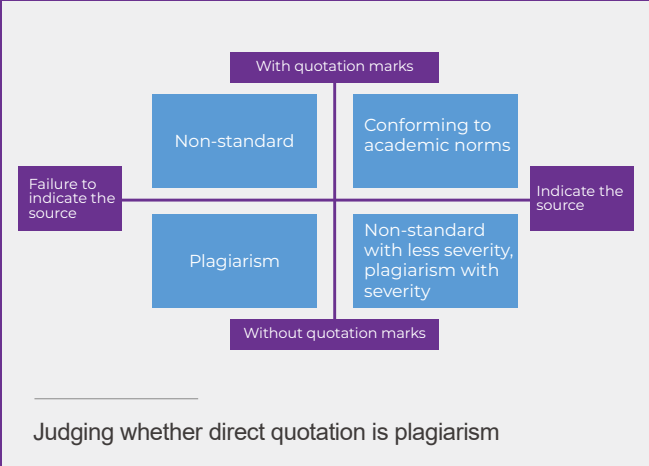 With quotation marks
Non-standard
Conforming to
academic norms
Failure to
indicate the
source
Indicate the
source
Plagiarism
Non-standard
with less severity,
plagiarism with
severity
Without quotation marks
Judging whether direct quotation is plagiarism